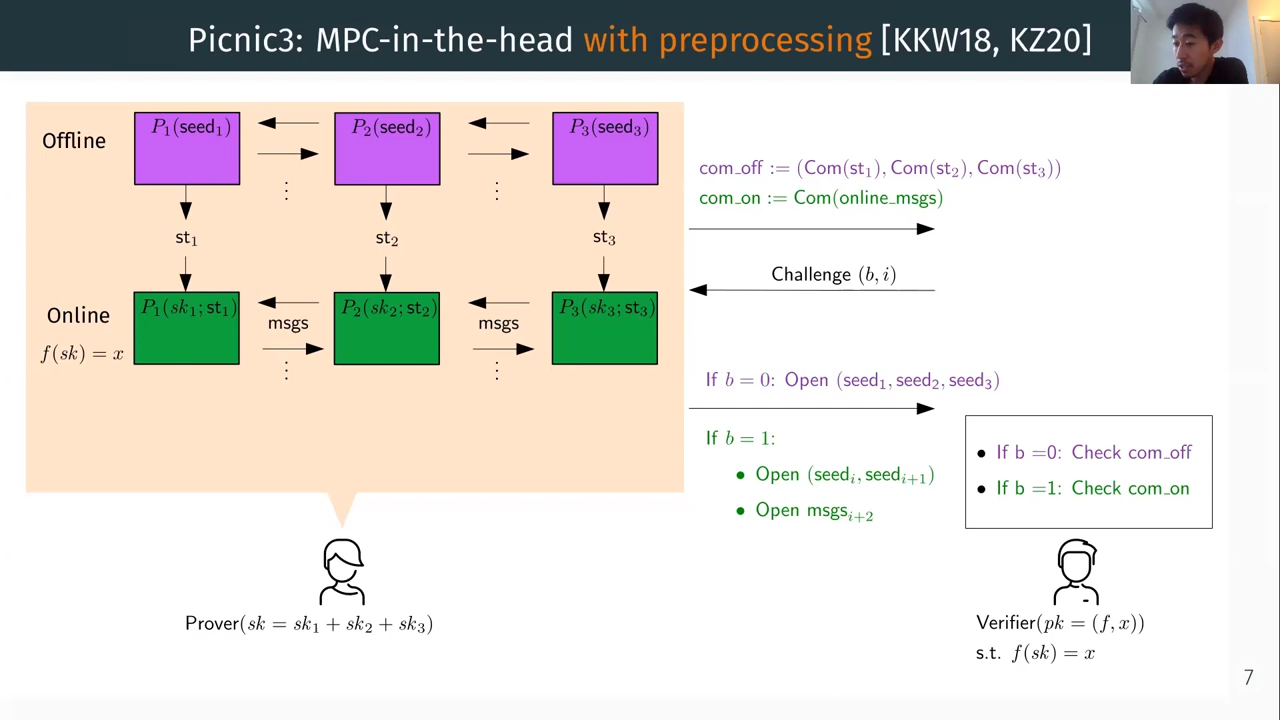 Picnic3: MPC-in-the-head with preprocessing [KKW18, KZ20]
Offline
P₁(seed₁)
P₂(seed₂)
P₃(seed₃)
⋮
⋮
com_off := (Com(st₁), Com(st₂), Com(st₃))
com_on := Com(online_msgs)
st₁
st₂
st₃
Challenge (b, i)
Online
f(sk) = x
P₁(sk₁; st₁)
msgs
P₂(sk₂; st₂)
msgs
P₃(sk₃; st₃)
⋮
⋮
If b = 0: Open (seed₁, seed₂, seed₃)
If b = 1:
• Open (seedᵢ, seedᵢ₊₁)
• Open msgsᵢ₊₂
• If b =0: Check com_off
• If b =1: Check com_on
Prover(sk = sk₁ + sk₂ + sk₃)
Verifier(pk = (f, x))
s.t. f(sk) = x
7